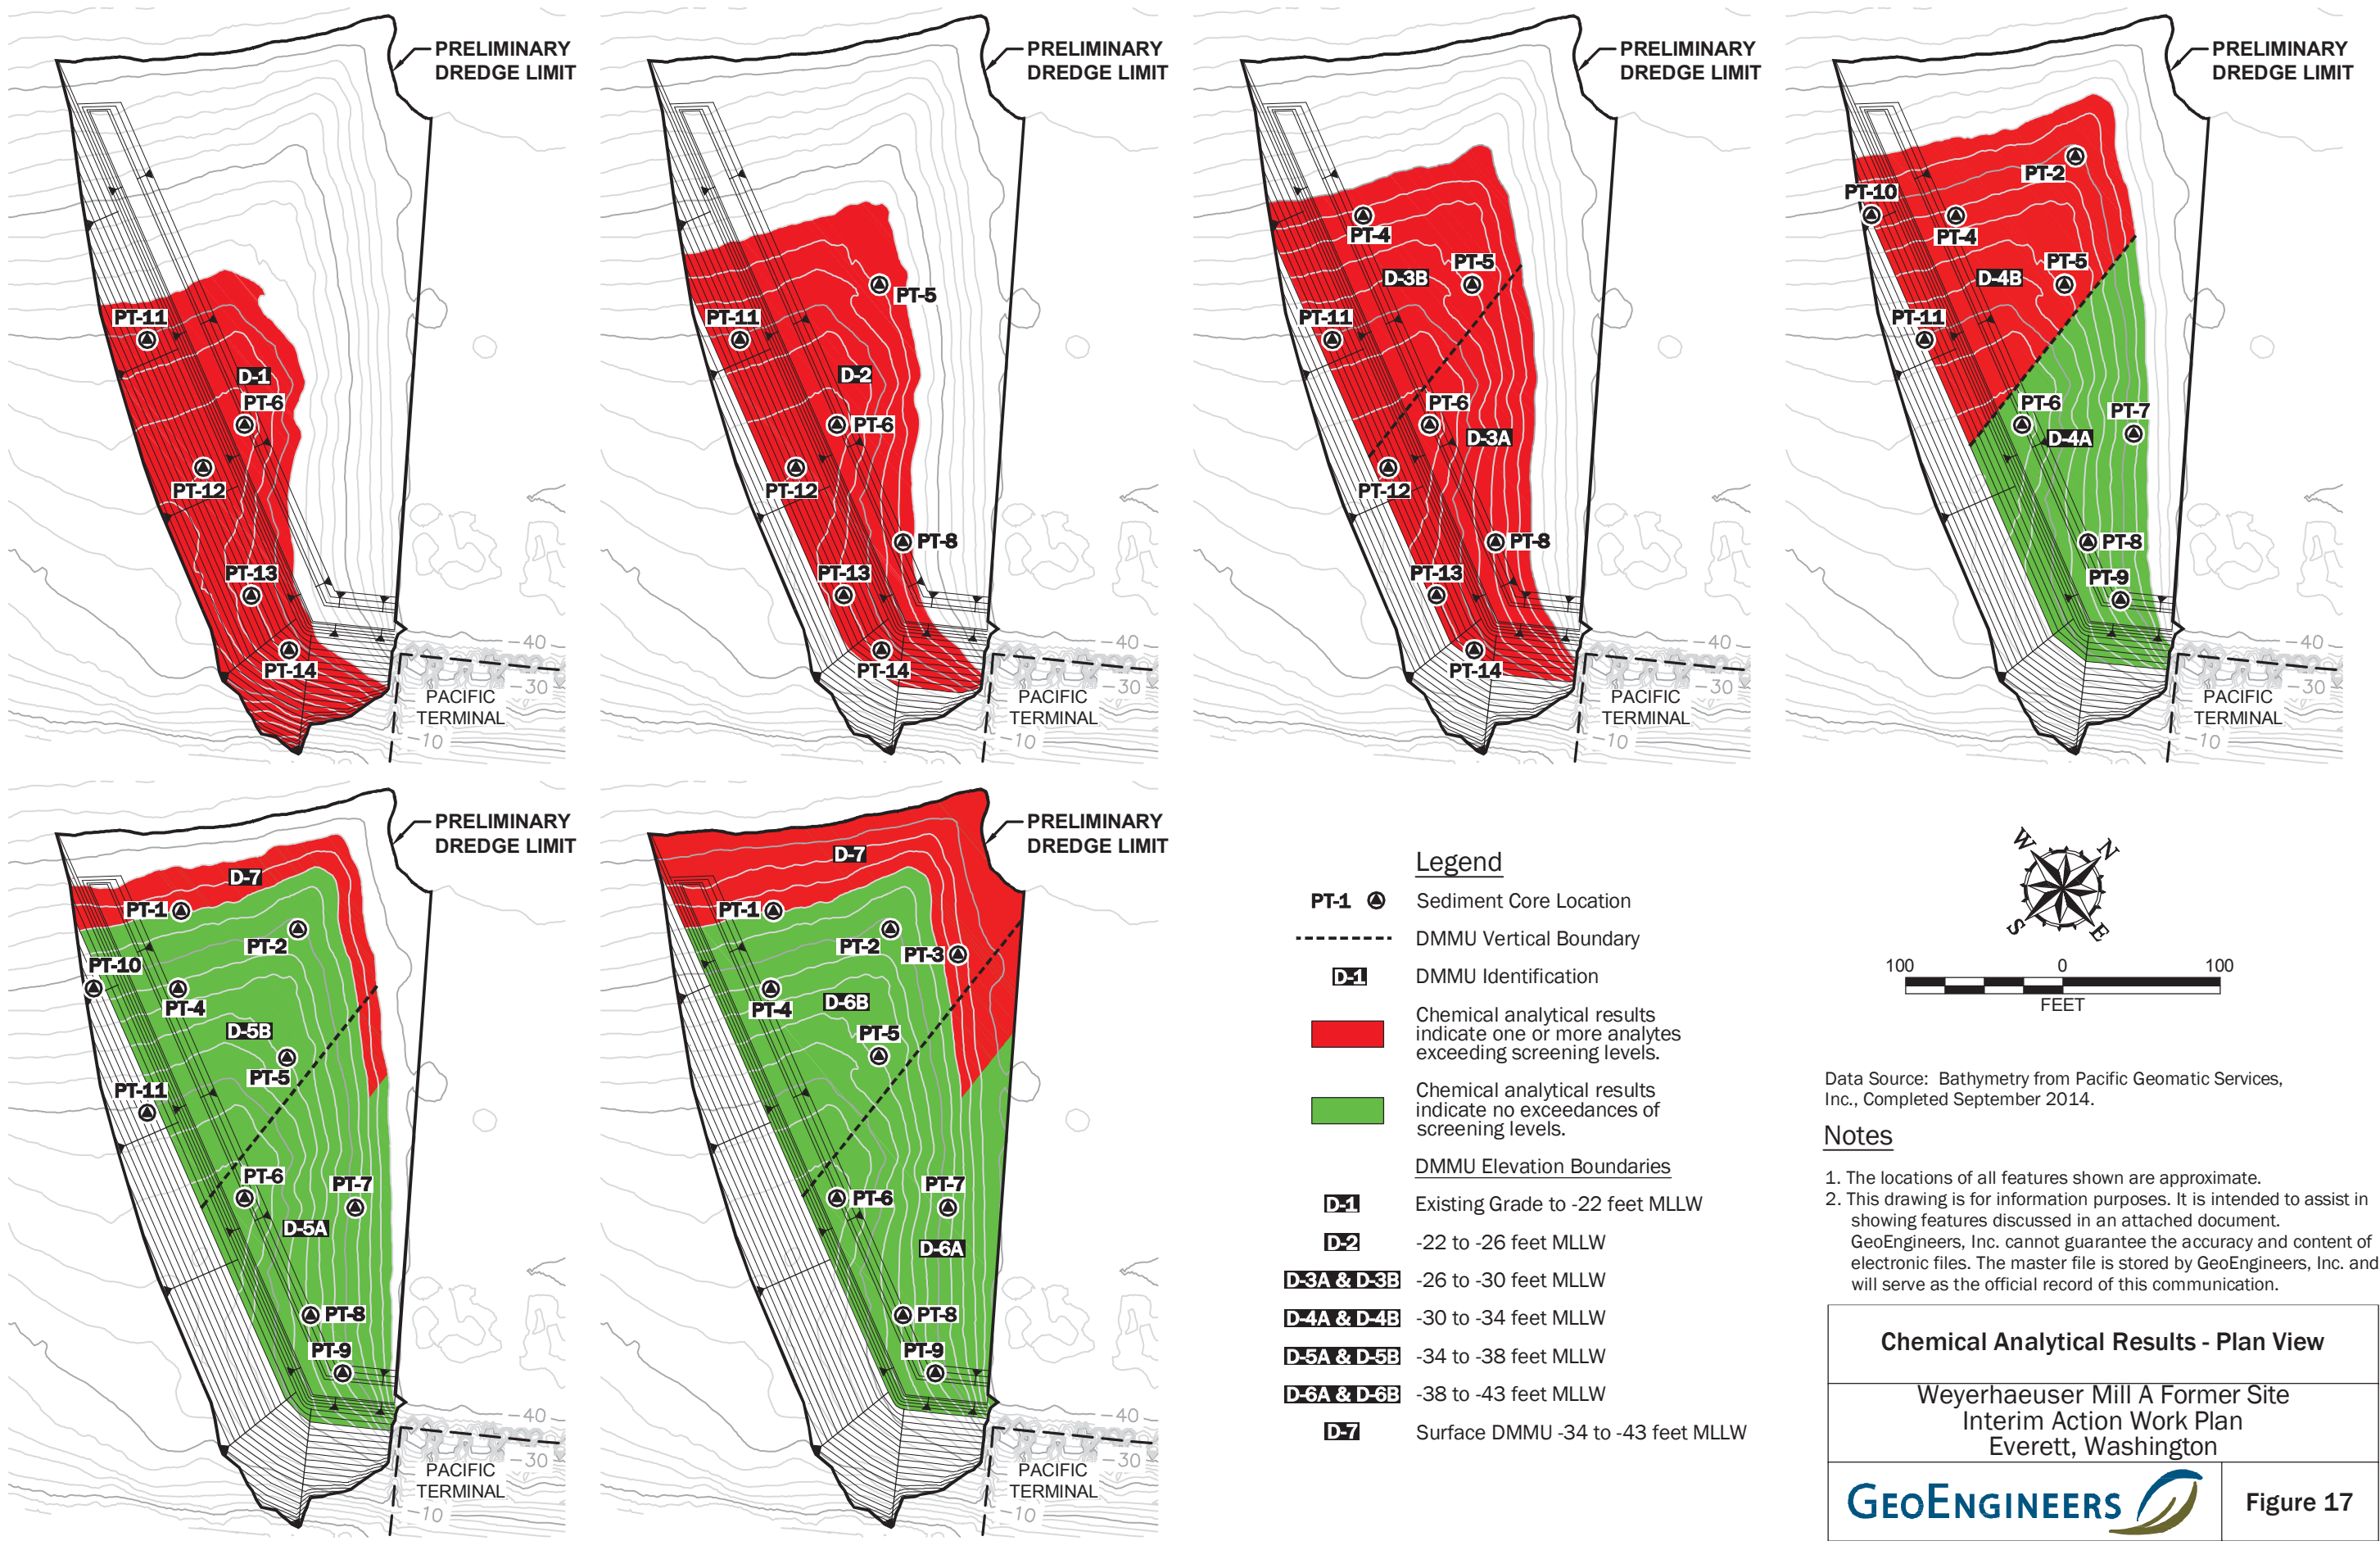 PRELIMINARY
DREDGE LIMIT
PT-11
D-1
PT-6
PT-12
PT-13
PT-14
-40
-30
PACIFIC
TERMINAL
-10
PRELIMINARY
DREDGE LIMIT
PT-5
PT-11
D-2
PT-6
PT-12
PT-8
PT-13
PT-14
-40
-30
PACIFIC
TERMINAL
-10
PRELIMINARY
DREDGE LIMIT
PT-4
PT-5
D-3B
PT-11
PT-6
D-3A
PT-12
PT-8
PT-13
PT-14
-40
-30
PACIFIC
TERMINAL
-10
PRELIMINARY
DREDGE LIMIT
PT-2
PT-10
PT-4
PT-5
D-4B
PT-11
PT-6
PT-7
D-4A
PT-8
PT-9
-40
-30
PACIFIC
TERMINAL
-10
PRELIMINARY
DREDGE LIMIT
D-7
PT-1
PT-2
PT-10
PT-4
D-5B
PT-5
PT-11
PT-6
PT-7
D-5A
PT-8
PT-9
-40
-30
PACIFIC
TERMINAL
-10
PRELIMINARY
DREDGE LIMIT
D-7
PT-1
PT-2
PT-3
PT-4
D-6B
PT-5
PT-6
PT-7
D-6A
PT-8
PT-9
-40
-30
PACIFIC
TERMINAL
-10
Legend
PT-1 Sediment Core Location
DMMU Vertical Boundary
D-1 DMMU Identification
Chemical analytical results
indicate one or more analytes
exceeding screening levels.
Chemical analytical results
indicate no exceedances of
screening levels.
DMMU Elevation Boundaries
D-1 Existing Grade to -22 feet MLLW
D-2 -22 to -26 feet MLLW
D-3A & D-3B -26 to -30 feet MLLW
D-4A & D-4B -30 to -34 feet MLLW
D-5A & D-5B -34 to -38 feet MLLW
D-6A & D-6B -38 to -43 feet MLLW
D-7 Surface DMMU -34 to -43 feet MLLW
W N
S E
100 0 100
FEET
Data Source: Bathymetry from Pacific Geomatic Services,
Inc., Completed September 2014.
Notes
1. The locations of all features shown are approximate.
2. This drawing is for information purposes. It is intended to assist in
showing features discussed in an attached document.
GeoEngineers, Inc. cannot guarantee the accuracy and content of
electronic files. The master file is stored by GeoEngineers, Inc. and
will serve as the official record of this communication.
Chemical Analytical Results - Plan View
Weyerhaeuser Mill A Former Site
Interim Action Work Plan
Everett, Washington
GEOENGINEERS
Figure 17